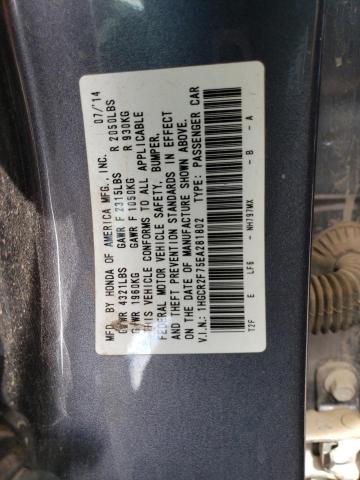 MFD BY HONDA OF AMERICA MFG., INC. 07/14
GVWR 4321LBS GAWR F 2315LBS R 2050LBS
GVWR 1960KG GAWR F 1050KG R 930KG
THIS VEHICLE CONFORMS TO ALL APPLICABLE
FEDERAL MOTOR VEHICLE SAFETY, BUMPER,
AND THEFT PREVENTION STANDARDS IN EFFECT
ON THE DATE OF MANUFACTURE SHOWN ABOVE.
V.I.N.: 1HGCR2F75EA281802 TYPE: PASSENGER CAR
T2F E LF6 - NH797MX - B - A